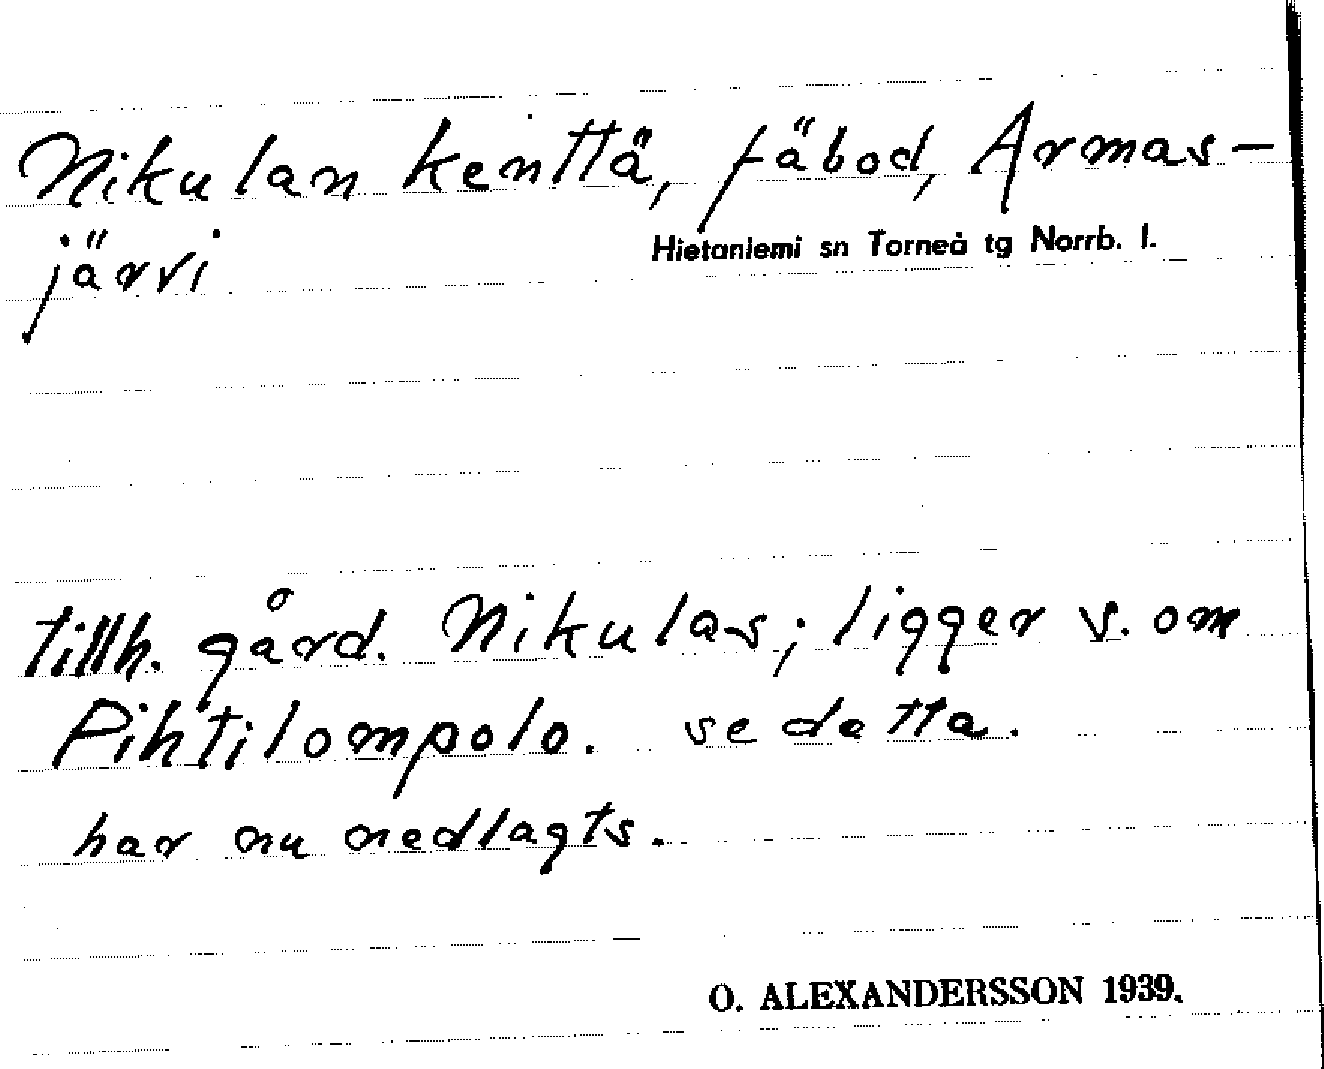 Nikulan kenttä, fäbod, Armas-
järvi
Hietaniemi sn Torneå tg Norrb. l.
tillh. gård. Nikulas; ligger v. om
Pihtilompolo. se detta.
har nu nedlagts.
O. ALEXANDERSSON 1939.